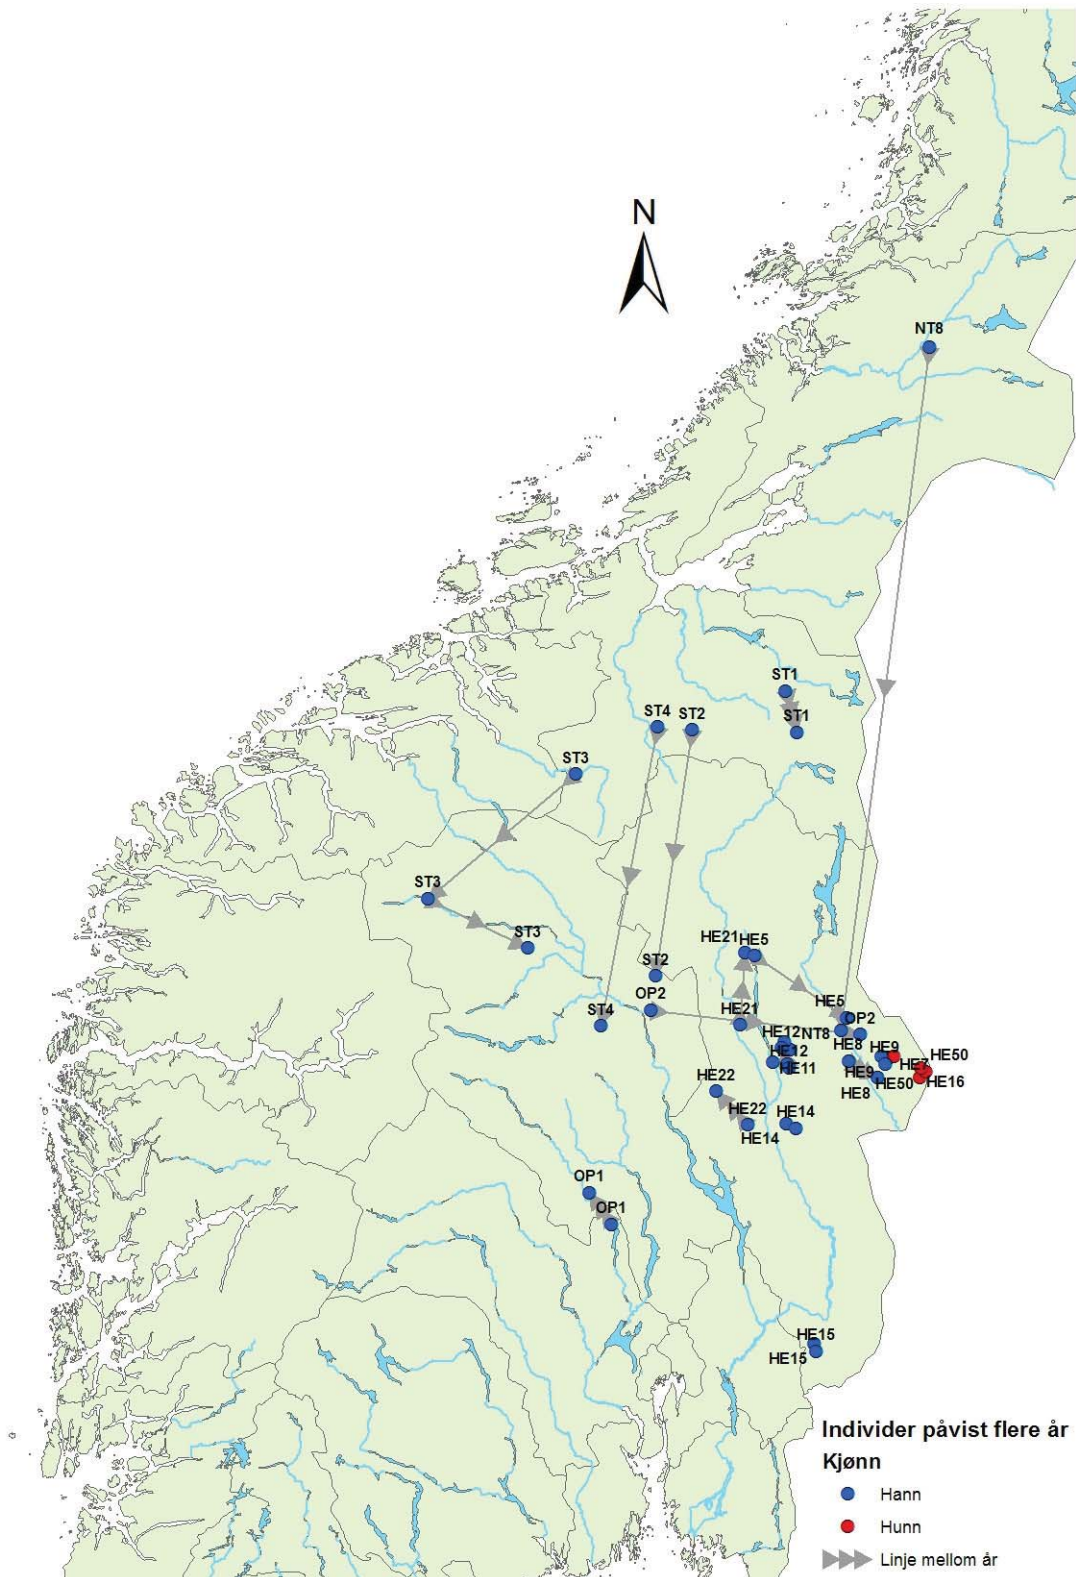 N
NT8
ST1
ST4
ST2
ST1
ST3
ST3
ST3
HE21
HE5
ST2
OP2
ST4
HE21
HE5
OP2
HE12
NT8
HE8
HE9
HE50
HE12
HE7
HE11
HE9
HE16
HE8
HE50
HE22
HE22
HE14
HE14
OP1
OP1
HE15
HE15
Individer påvist flere år
Kjønn
Hann
Hunn
Linje mellom år